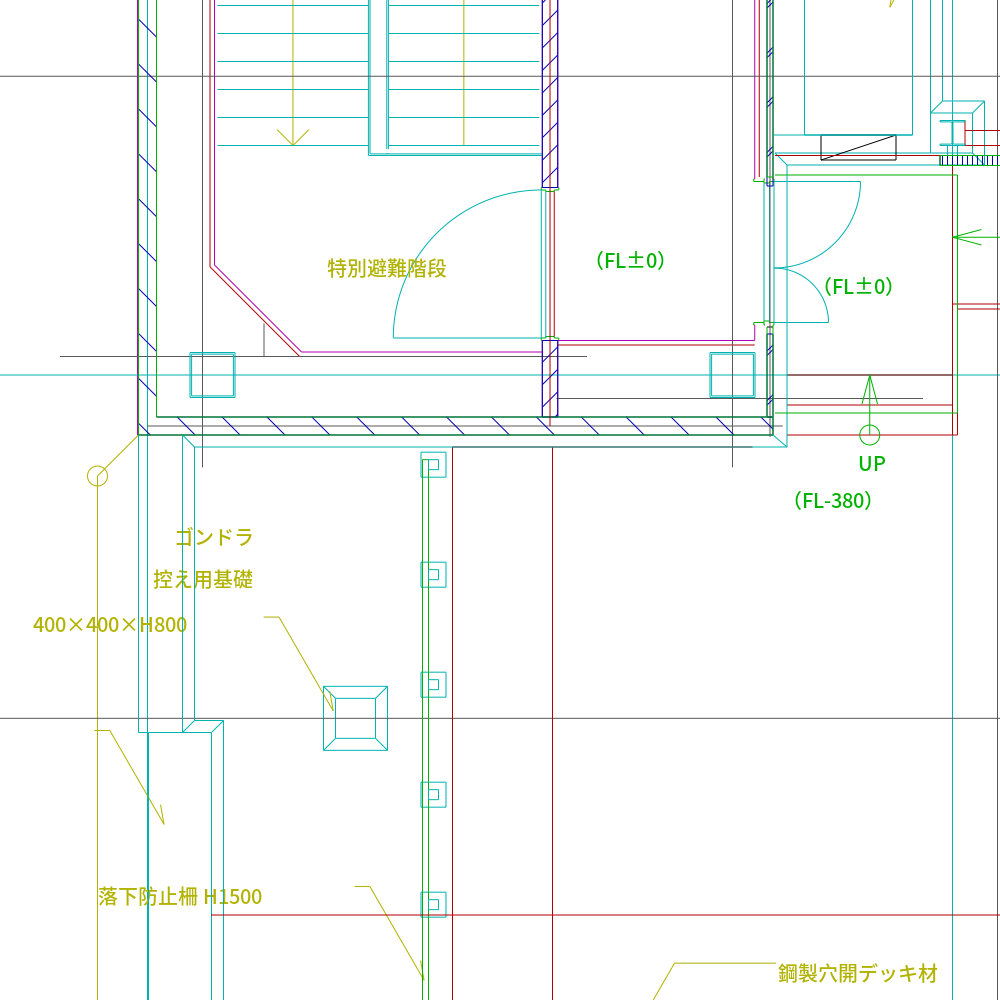 特別避難階段
（FL±0）
（FL±0）
UP
（FL-380）
ゴンドラ
控え用基礎
400×400×H800
落下防止柵 H1500
鋼製穴開デッキ材